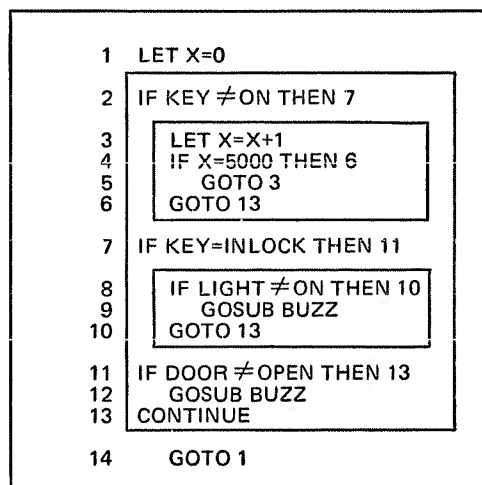 1 LET X=0
2 IF KEY ≠ ON THEN 7
3 LET X=X+1
4 IF X=5000 THEN 6
5 GOTO 3
6 GOTO 13
7 IF KEY=INLOCK THEN 11
8 IF LIGHT ≠ ON THEN 10
9 GOSUB BUZZ
10 GOTO 13
11 IF DOOR ≠ OPEN THEN 13
12 GOSUB BUZZ
13 CONTINUE
14 GOTO 1